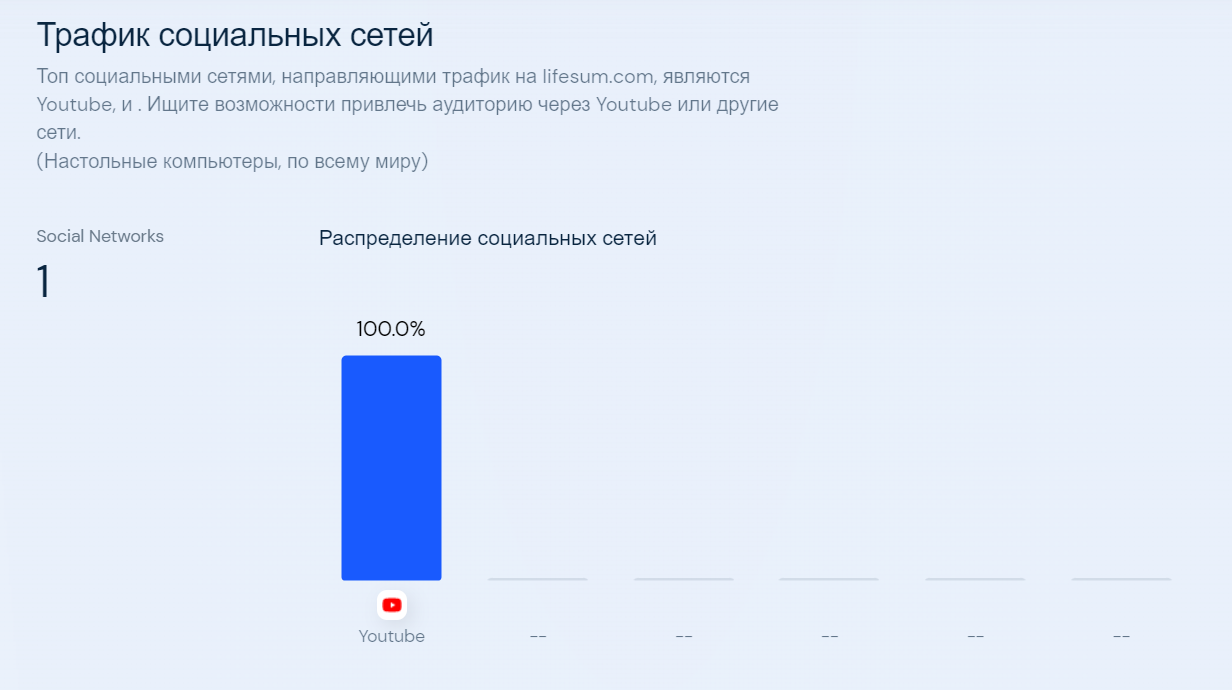 Трафик социальных сетей
Топ социальными сетями, направляющими трафик на lifesum.com, являются
Youtube, и . Ищите возможности привлечь аудиторию через Youtube или другие
сети.
(Настольные компьютеры, по всему миру)
Social Networks
1
Распределение социальных сетей
100.0%
Youtube -- -- -- -- --